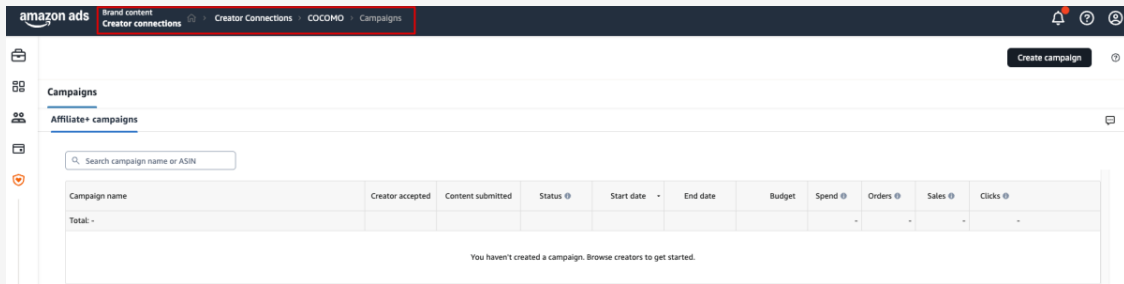 amazon ads
Brand content
Creator connections
Creator Connections > COCOMO > Campaigns
Create campaign
Campaigns
Affiliate+ campaigns
Search campaign name or ASIN
Campaign name Creator accepted Content submitted Status Start date End date Budget Spend Orders Sales Clicks
Total: - - - - -
You haven't created a campaign. Browse creators to get started.